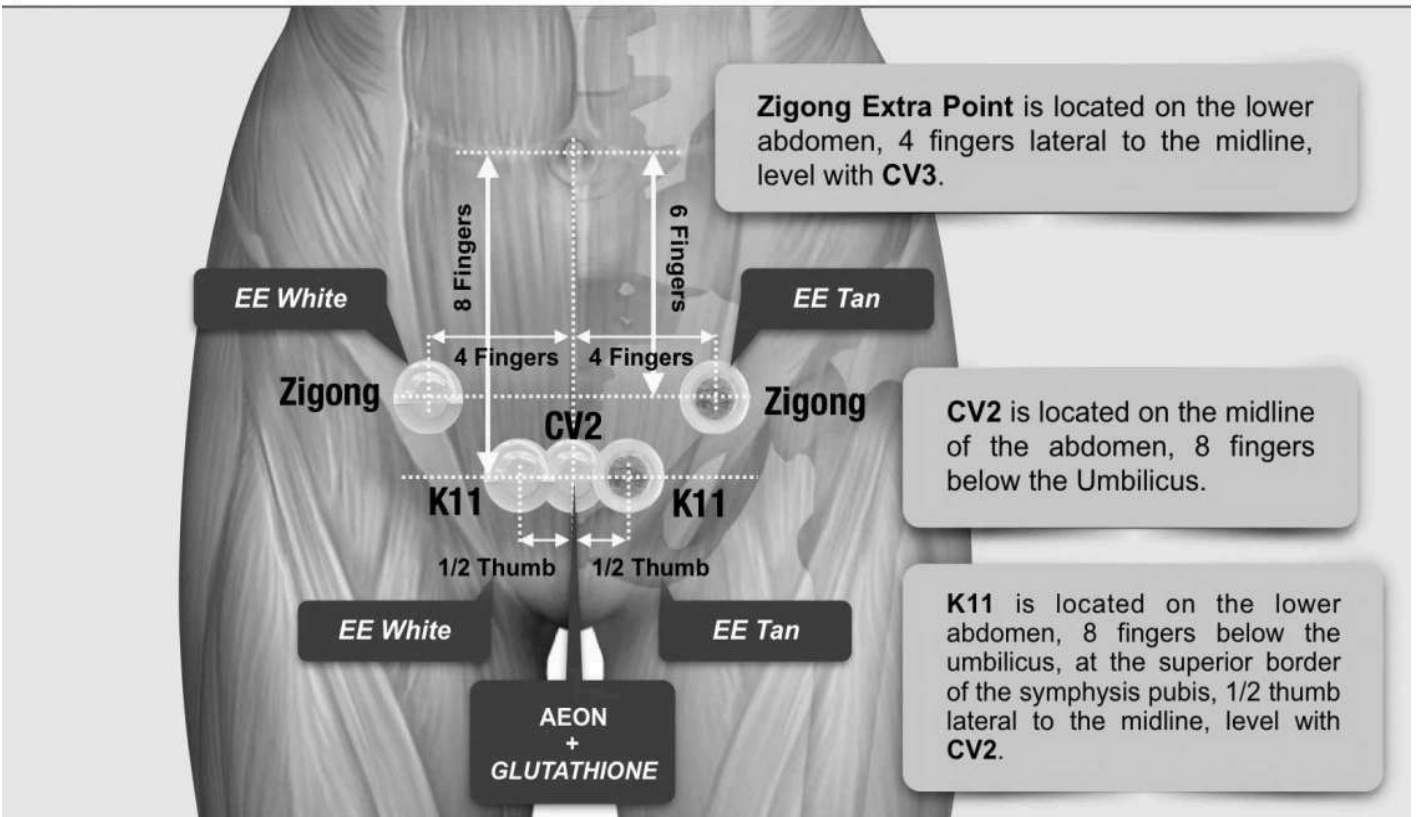 Zigong Extra Point is located on the lower
abdomen, 4 fingers lateral to the midline,
level with CV3.
8 Fingers
6 Fingers
EE White
EE Tan
4 Fingers
4 Fingers
Zigong
Zigong
CV2
CV2 is located on the midline
of the abdomen, 8 fingers
below the Umbilicus.
K11
K11
1/2 Thumb
1/2 Thumb
EE White
EE Tan
K11 is located on the lower
abdomen, 8 fingers below the
umbilicus, at the superior border
of the symphysis pubis, 1/2 thumb
lateral to the midline, level with
CV2.
AEON
+
GLUTATHIONE